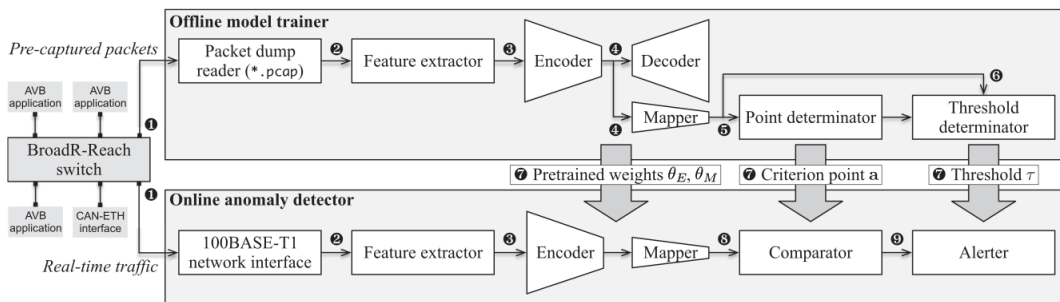 Offline model trainer
Pre-captured packets
Packet dump
reader (*.pcap)
❷
Feature extractor
❸
Encoder
❹
Decoder
❹
Mapper
❺
Point determinator
❻
Threshold
determinator
AVB
application
AVB
application
❶
BroadR-Reach
switch
❶
AVB
application
CAN-ETH
interface
❼ Pretrained weights θE, θM
❼ Criterion point a
❼ Threshold τ
Online anomaly detector
Real-time traffic
100BASE-T1
network interface
❷
Feature extractor
❸
Encoder
Mapper
❽
Comparator
❾
Alerter